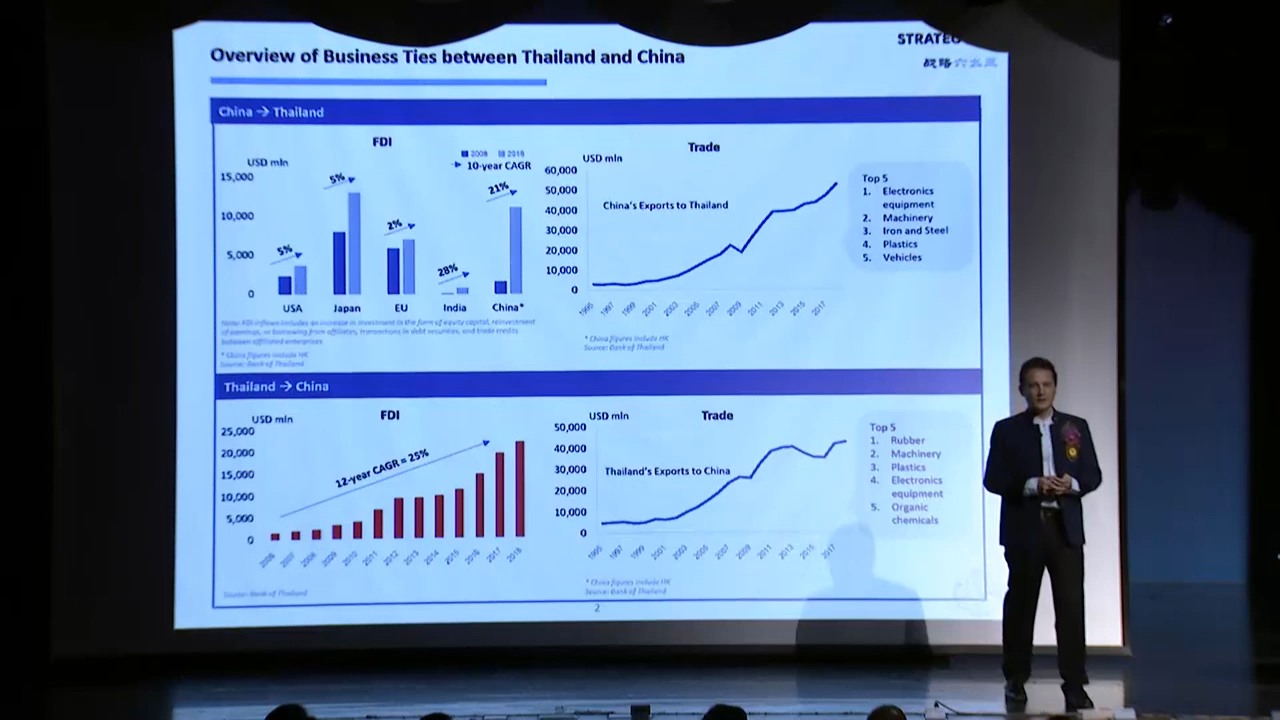 Overview of Business Ties between Thailand and China
STRATEG
战略六七三
China → Thailand
FDI
USD mln
2008 2018
10-year CAGR
15,000
10,000
5,000
0
5%
5%
2%
28%
21%
USA Japan EU India China*
Note: FDI inflows includes an increase in investment in the form of equity capital, reinvestment
of earnings, or borrowing from affiliates, transactions in debt securities, and trade credits
between affiliated enterprises
* China figures include HK
Source: Bank of Thailand
Trade
USD mln
60,000
50,000
40,000
30,000
20,000
10,000
0
China's Exports to Thailand
1995 1997 1999 2001 2003 2005 2007 2009 2011 2013 2015 2017
* China figures include HK
Source: Bank of Thailand
Top 5
1. Electronics
equipment
2. Machinery
3. Iron and Steel
4. Plastics
5. Vehicles
Thailand → China
FDI
USD mln
25,000
20,000
15,000
10,000
5,000
0
12-year CAGR = 25%
2006 2007 2008 2009 2010 2011 2012 2013 2014 2015 2016 2017 2018
Source: Bank of Thailand
Trade
USD mln
50,000
40,000
30,000
20,000
10,000
0
Thailand's Exports to China
1995 1997 1999 2001 2003 2005 2007 2009 2011 2013 2015 2017
* China figures include HK
Source: Bank of Thailand
Top 5
1. Rubber
2. Machinery
3. Plastics
4. Electronics
equipment
5. Organic
chemicals
2